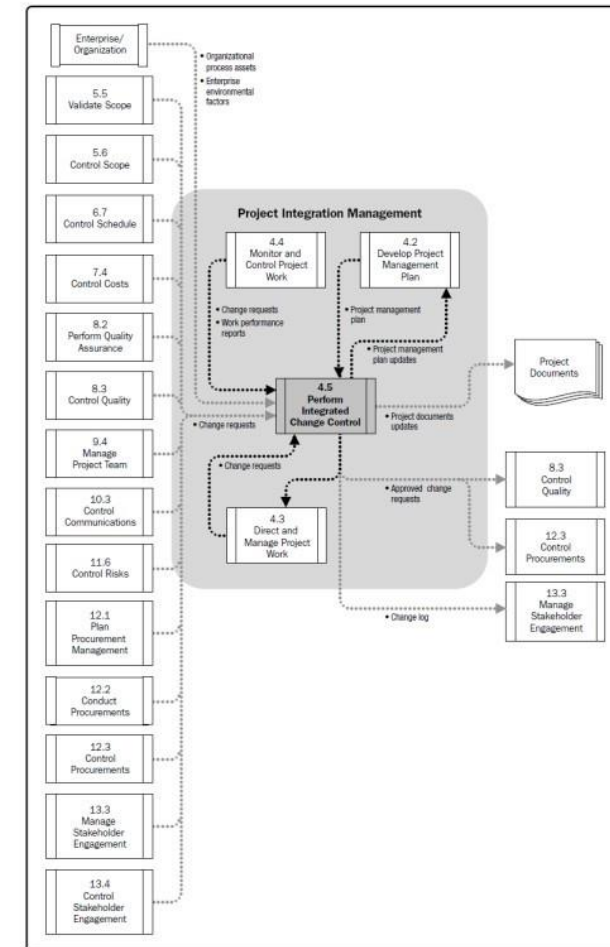 Enterprise/
Organization
• Organizational
process assets
• Enterprise
environmental
factors
5.5
Validate Scope
5.6
Control Scope
6.7
Control Schedule
7.4
Control Costs
8.2
Perform Quality
Assurance
8.3
Control Quality
9.4
Manage
Project Team
10.3
Control
Communications
11.6
Control Risks
12.1
Plan
Procurement
Management
12.2
Conduct
Procurements
12.3
Control
Procurements
13.3
Manage
Stakeholder
Engagement
13.4
Control
Stakeholder
Engagement
• Change requests
Project Integration Management
4.4
Monitor and
Control Project
Work
4.2
Develop Project
Management
Plan
• Change requests
• Work performance
reports
• Project management
plan
• Project management
plan updates
4.5
Perform
Integrated
Change Control
• Project documents
updates
• Change requests
• Approved change
requests
4.3
Direct and
Manage Project
Work
• Change log
Project
Documents
8.3
Control
Quality
12.3
Control
Procurements
13.3
Manage
Stakeholder
Engagement